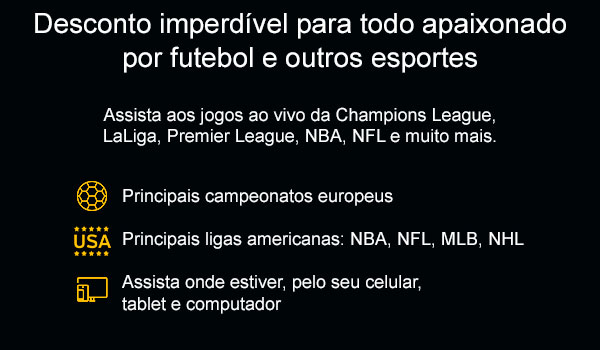 Desconto imperdível para todo apaixonado
por futebol e outros esportes
Assista aos jogos ao vivo da Champions League,
LaLiga, Premier League, NBA, NFL e muito mais.
Principais campeonatos europeus
USA
Principais ligas americanas: NBA, NFL, MLB, NHL
Assista onde estiver, pelo seu celular,
tablet e computador